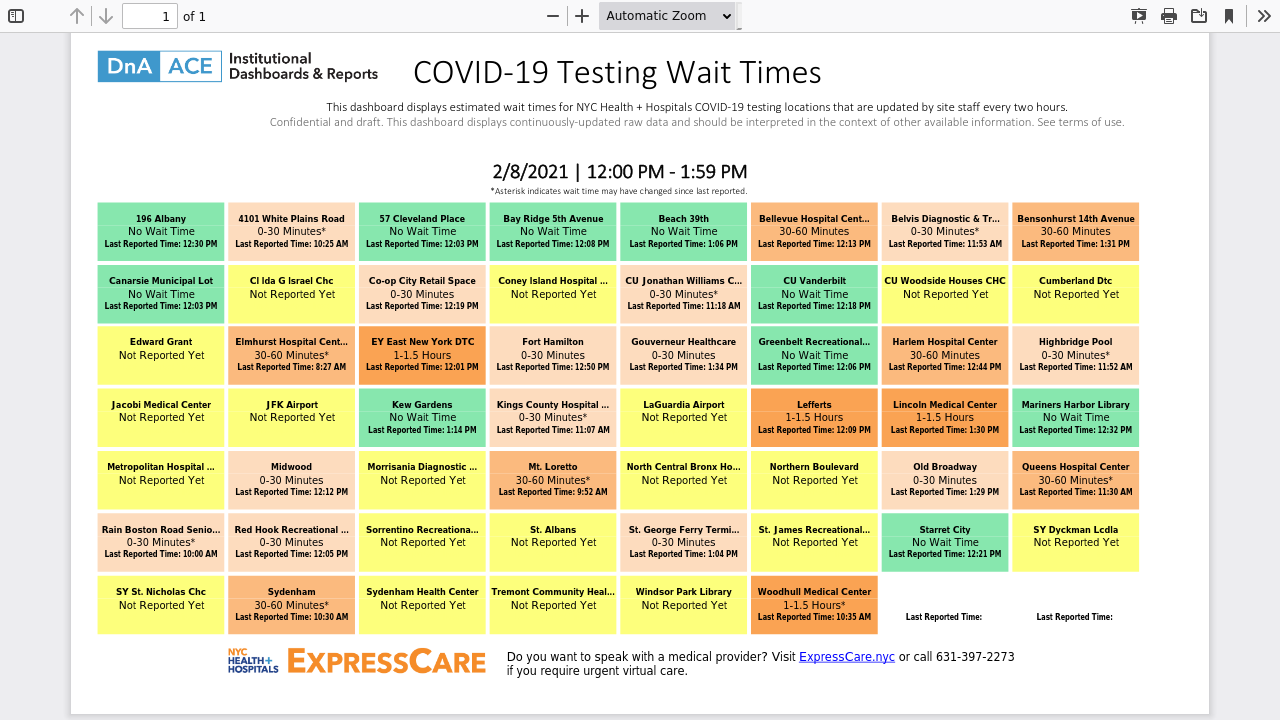 1 of 1 Automatic Zoom
DnA ACE Institutional Dashboards & Reports
COVID-19 Testing Wait Times
This dashboard displays estimated wait times for NYC Health + Hospitals COVID-19 testing locations that are updated by site staff every two hours.
Confidential and draft. This dashboard displays continuously-updated raw data and should be interpreted in the context of other available information. See terms of use.
2/8/2021 | 12:00 PM - 1:59 PM
*Asterisk indicates wait time may have changed since last reported.
196 Albany
No Wait Time
Last Reported Time: 12:30 PM
4101 White Plains Road
0-30 Minutes*
Last Reported Time: 10:25 AM
57 Cleveland Place
No Wait Time
Last Reported Time: 12:03 PM
Bay Ridge 5th Avenue
No Wait Time
Last Reported Time: 12:08 PM
Beach 39th
No Wait Time
Last Reported Time: 1:06 PM
Bellevue Hospital Cent...
30-60 Minutes
Last Reported Time: 12:13 PM
Belvis Diagnostic & Tr...
0-30 Minutes*
Last Reported Time: 11:53 AM
Bensonhurst 14th Avenue
30-60 Minutes
Last Reported Time: 1:31 PM
Canarsie Municipal Lot
No Wait Time
Last Reported Time: 12:03 PM
Cl Ida G Israel Chc
Not Reported Yet
Co-op City Retail Space
0-30 Minutes
Last Reported Time: 12:19 PM
Coney Island Hospital ...
Not Reported Yet
CU Jonathan Williams C...
0-30 Minutes*
Last Reported Time: 11:18 AM
CU Vanderbilt
No Wait Time
Last Reported Time: 12:18 PM
CU Woodside Houses CHC
Not Reported Yet
Cumberland Dtc
Not Reported Yet
Edward Grant
Not Reported Yet
Elmhurst Hospital Cent...
30-60 Minutes*
Last Reported Time: 8:27 AM
EY East New York DTC
1-1.5 Hours
Last Reported Time: 12:01 PM
Fort Hamilton
0-30 Minutes
Last Reported Time: 12:50 PM
Gouverneur Healthcare
0-30 Minutes
Last Reported Time: 1:34 PM
Greenbelt Recreational...
No Wait Time
Last Reported Time: 12:06 PM
Harlem Hospital Center
30-60 Minutes
Last Reported Time: 12:44 PM
Highbridge Pool
0-30 Minutes*
Last Reported Time: 11:52 AM
Jacobi Medical Center
Not Reported Yet
JFK Airport
Not Reported Yet
Kew Gardens
No Wait Time
Last Reported Time: 1:14 PM
Kings County Hospital ...
0-30 Minutes*
Last Reported Time: 11:07 AM
LaGuardia Airport
Not Reported Yet
Lefferts
1-1.5 Hours
Last Reported Time: 12:09 PM
Lincoln Medical Center
1-1.5 Hours
Last Reported Time: 1:30 PM
Mariners Harbor Library
No Wait Time
Last Reported Time: 12:32 PM
Metropolitan Hospital ...
Not Reported Yet
Midwood
0-30 Minutes
Last Reported Time: 12:12 PM
Morrisania Diagnostic ...
Not Reported Yet
Mt. Loretto
30-60 Minutes*
Last Reported Time: 9:52 AM
North Central Bronx Ho...
Not Reported Yet
Northern Boulevard
Not Reported Yet
Old Broadway
0-30 Minutes
Last Reported Time: 1:29 PM
Queens Hospital Center
30-60 Minutes*
Last Reported Time: 11:30 AM
Rain Boston Road Senio...
0-30 Minutes*
Last Reported Time: 10:00 AM
Red Hook Recreational ...
0-30 Minutes
Last Reported Time: 12:05 PM
Sorrentino Recreationa...
Not Reported Yet
St. Albans
Not Reported Yet
St. George Ferry Termi...
0-30 Minutes
Last Reported Time: 1:04 PM
St. James Recreational...
Not Reported Yet
Starret City
No Wait Time
Last Reported Time: 12:21 PM
SY Dyckman Lcdla
Not Reported Yet
SY St. Nicholas Chc
Not Reported Yet
Sydenham
30-60 Minutes*
Last Reported Time: 10:30 AM
Sydenham Health Center
Not Reported Yet
Tremont Community Heal...
Not Reported Yet
Windsor Park Library
Not Reported Yet
Woodhull Medical Center
1-1.5 Hours*
Last Reported Time: 10:35 AM
Last Reported Time:
Last Reported Time:
NYC
HEALTH+
HOSPITALS
EXPRESSCARE
Do you want to speak with a medical provider? Visit ExpressCare.nyc or call 631-397-2273
if you require urgent virtual care.